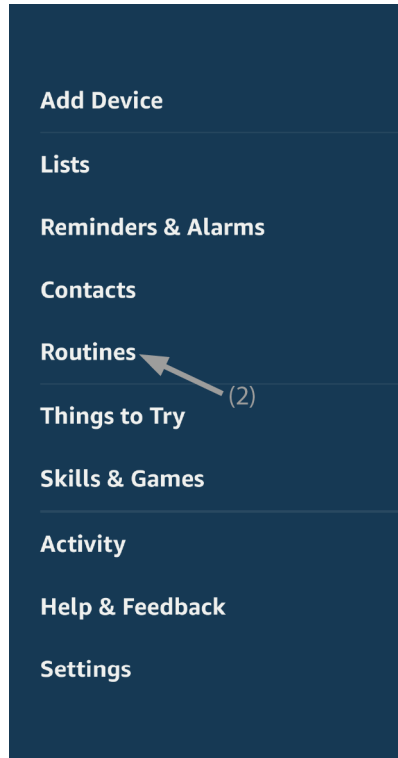 Add Device
Lists
Reminders & Alarms
Contacts
Routines
(2)
Things to Try
Skills & Games
Activity
Help & Feedback
Settings